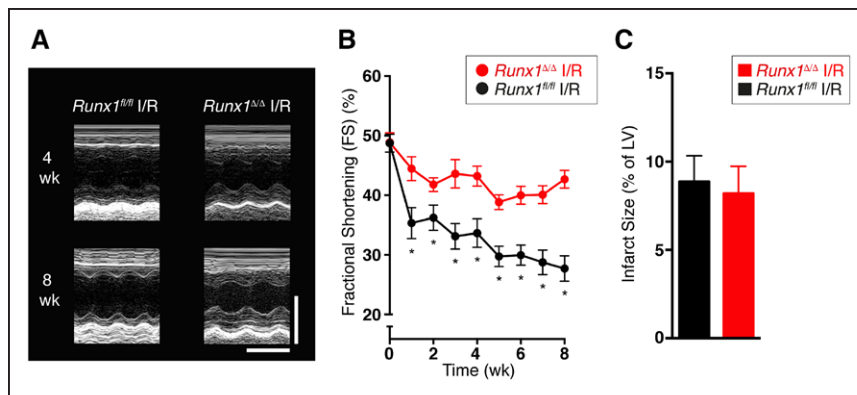 A
Runx1fl/fl I/R
Runx1Δ/Δ I/R
4
wk
8
wk
B
Runx1Δ/Δ I/R
Runx1fl/fl I/R
Fractional Shortening (FS) (%)
60
50
40
30
20
*
*
*
*
*
*
*
*
0
2
4
6
8
Time (wk)
C
Runx1Δ/Δ I/R
Runx1fl/fl I/R
Infarct Size (% of LV)
15
10
5
0